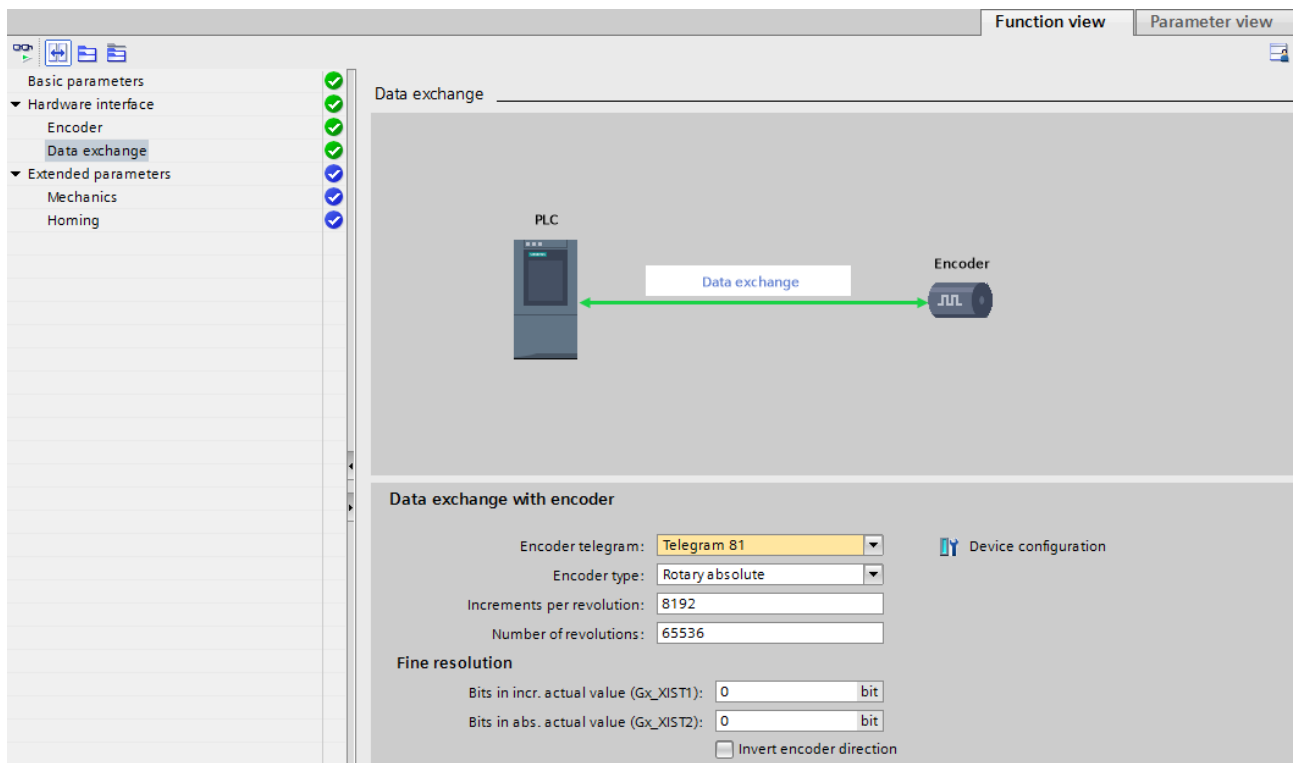 Function view
Parameter view
Basic parameters
Hardware interface
Encoder
Data exchange
Extended parameters
Mechanics
Homing
Data exchange
PLC
SIEMENS
Data exchange
Encoder
Data exchange with encoder
Encoder telegram: Telegram 81
Device configuration
Encoder type: Rotary absolute
Increments per revolution: 8192
Number of revolutions: 65536
Fine resolution
Bits in incr. actual value (Gx_XIST1): 0 bit
Bits in abs. actual value (Gx_XIST2): 0 bit
Invert encoder direction